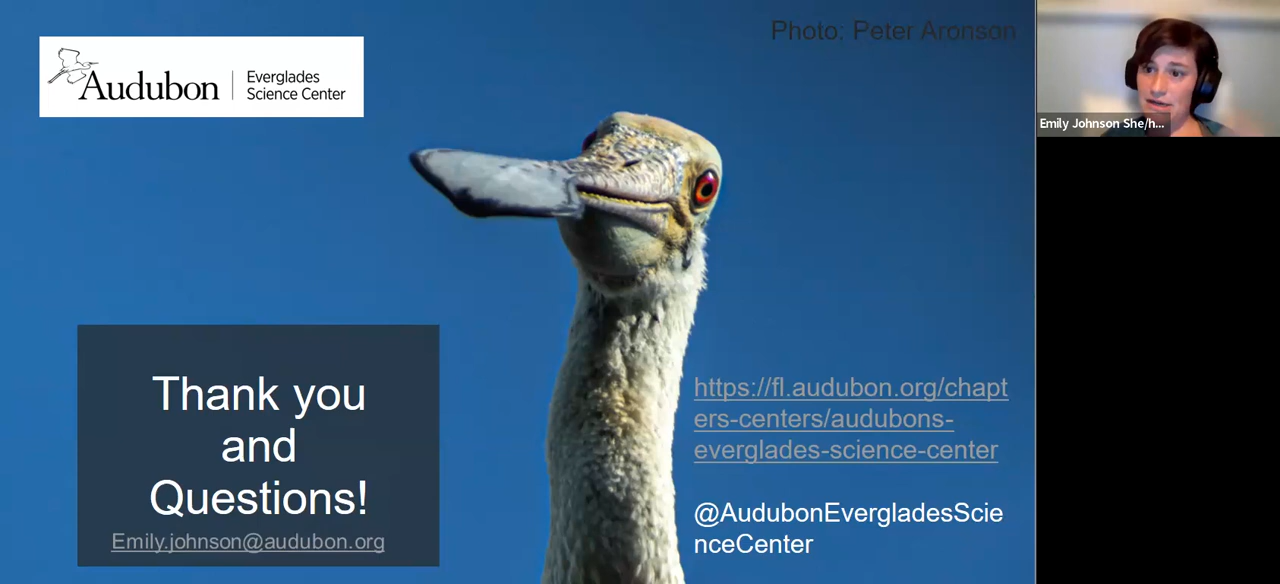 Photo: Peter Aronson
Audubon
Everglades
Science Center
Emily Johnson She/h...
Thank you
and
Questions!
Emily.johnson@audubon.org
https://fl.audubon.org/chapt
ers-centers/audubons-
everglades-science-center
@AudubonEvergladesScie
nceCenter